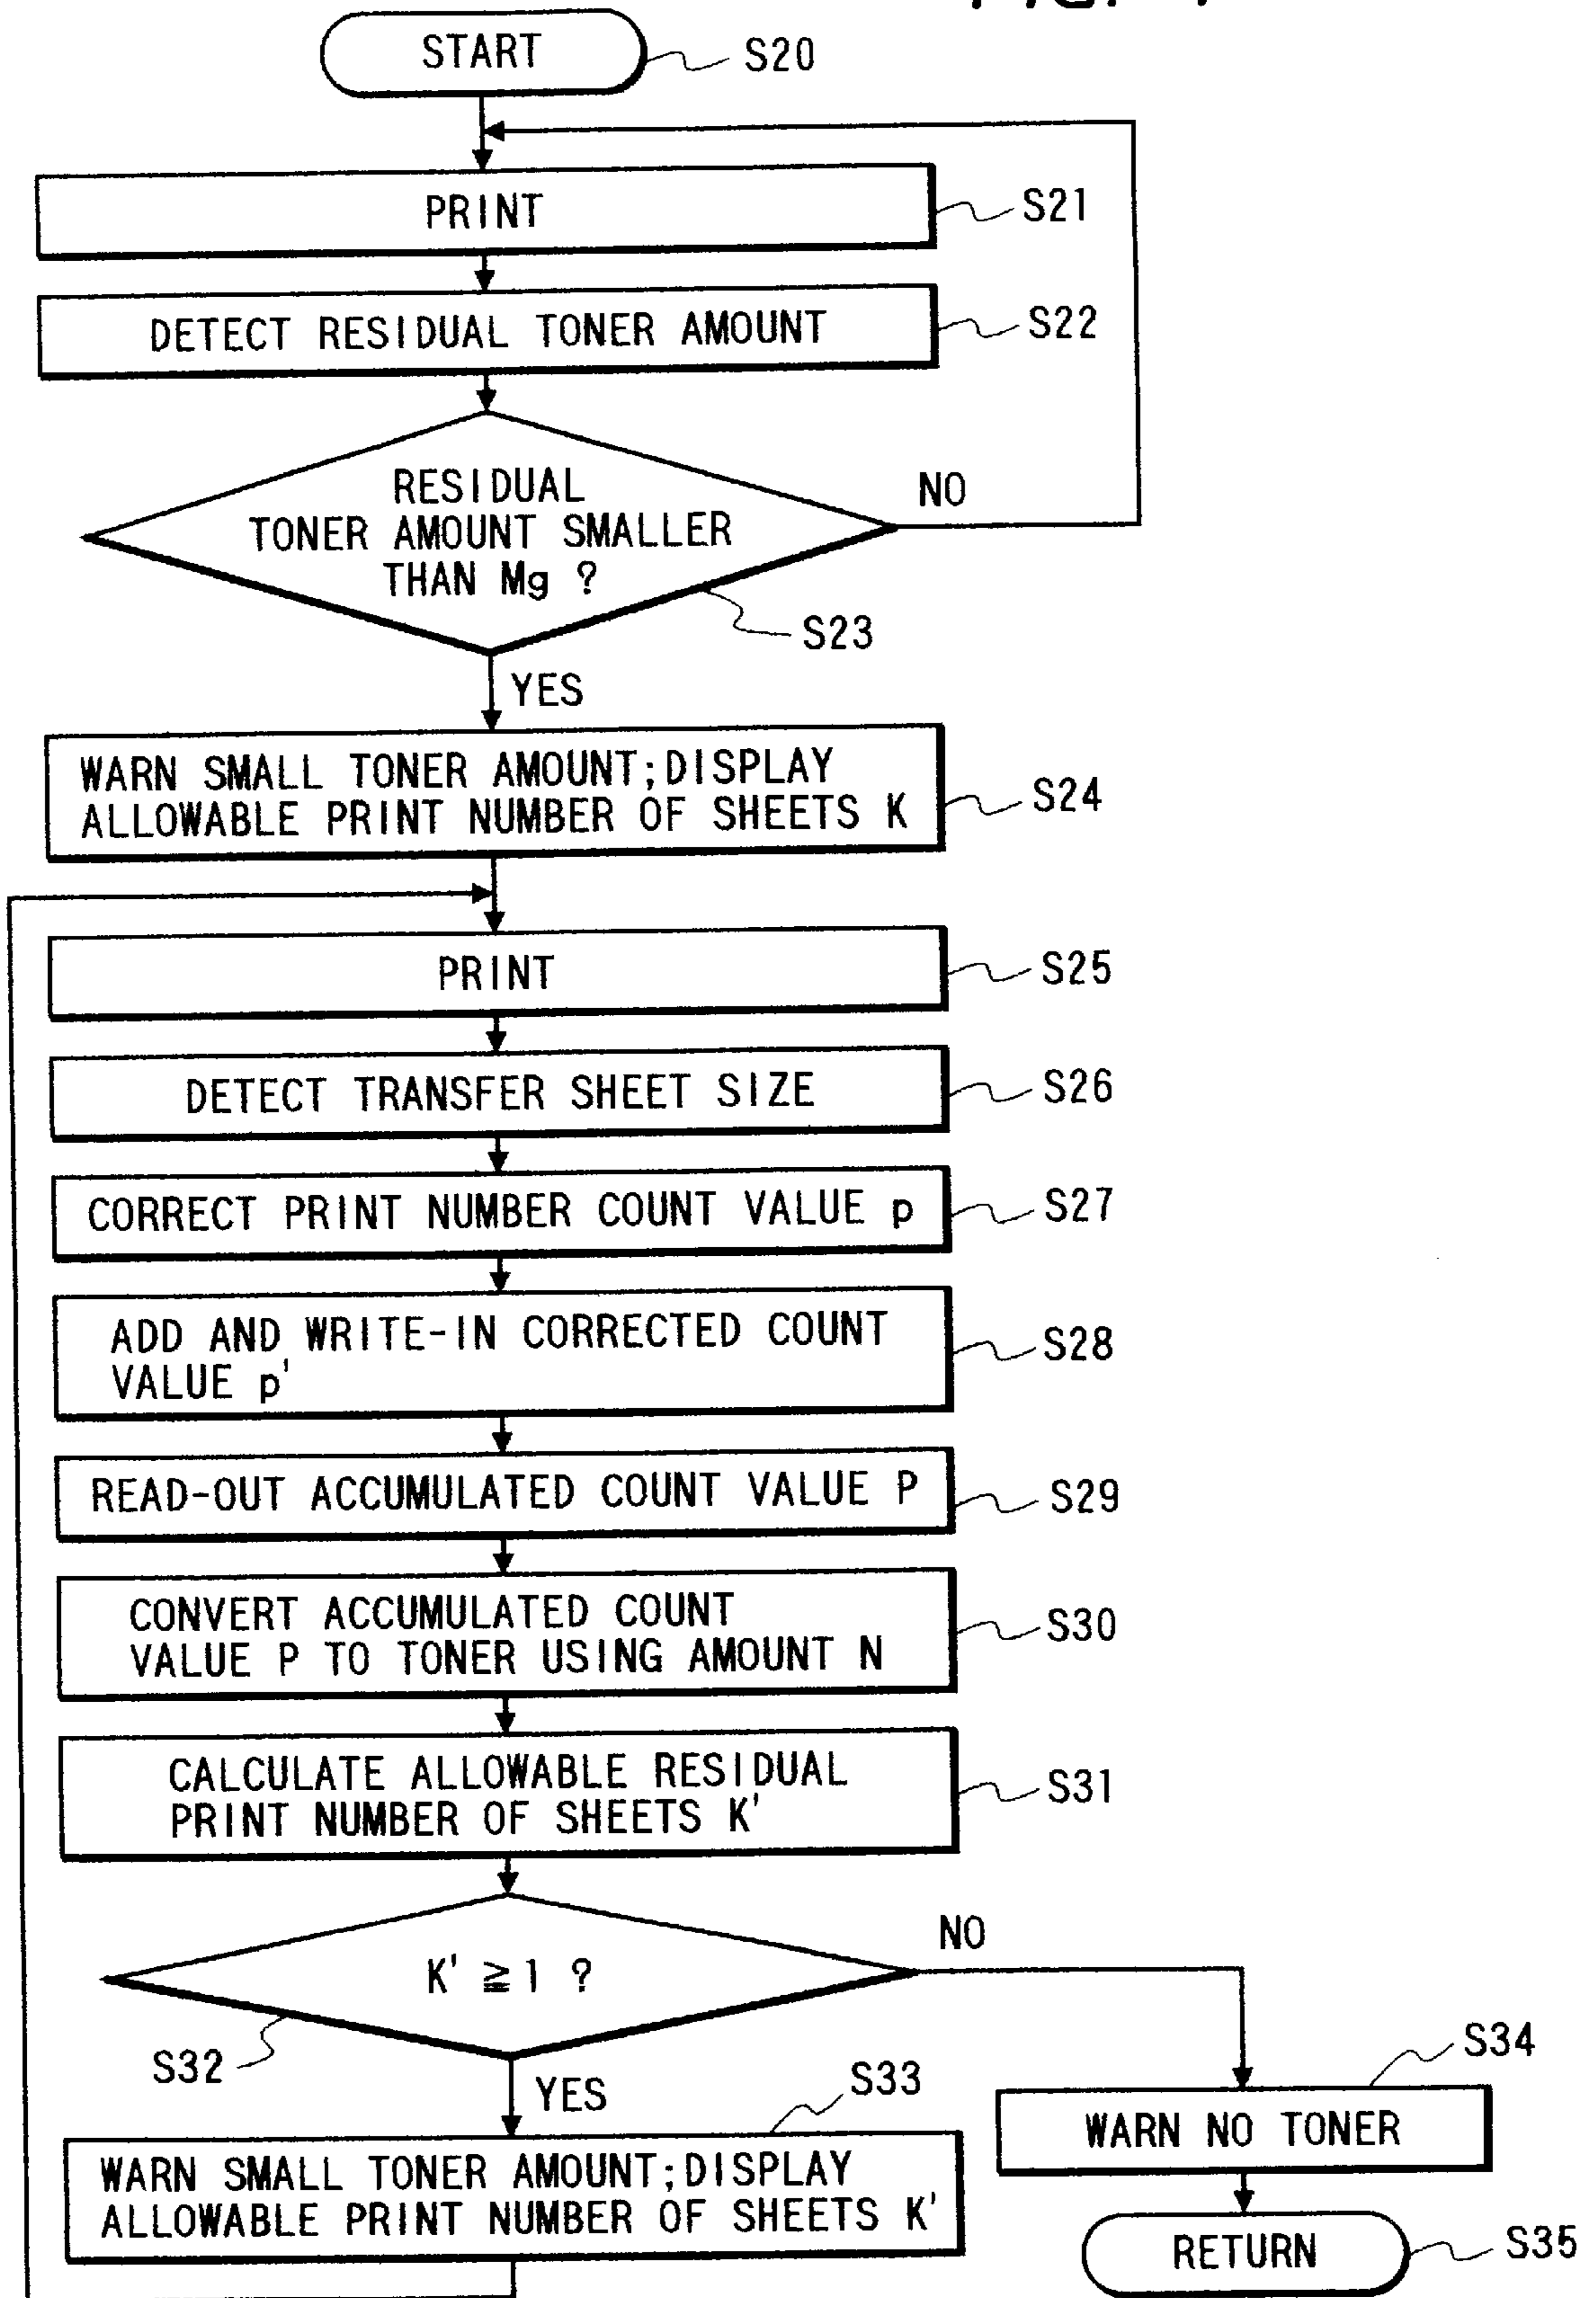 START
S20
PRINT
S21
DETECT RESIDUAL TONER AMOUNT
S22
RESIDUAL
TONER AMOUNT SMALLER
THAN Mg ?
NO
S23
YES
WARN SMALL TONER AMOUNT;DISPLAY
ALLOWABLE PRINT NUMBER OF SHEETS K
S24
PRINT
S25
DETECT TRANSFER SHEET SIZE
S26
CORRECT PRINT NUMBER COUNT VALUE p
S27
ADD AND WRITE-IN CORRECTED COUNT
VALUE p'
S28
READ-OUT ACCUMULATED COUNT VALUE P
S29
CONVERT ACCUMULATED COUNT
VALUE P TO TONER USING AMOUNT N
S30
CALCULATE ALLOWABLE RESIDUAL
PRINT NUMBER OF SHEETS K'
S31
K' ≧ 1 ?
NO
S32
YES
S33
WARN SMALL TONER AMOUNT;DISPLAY
ALLOWABLE PRINT NUMBER OF SHEETS K'
S34
WARN NO TONER
RETURN
S35